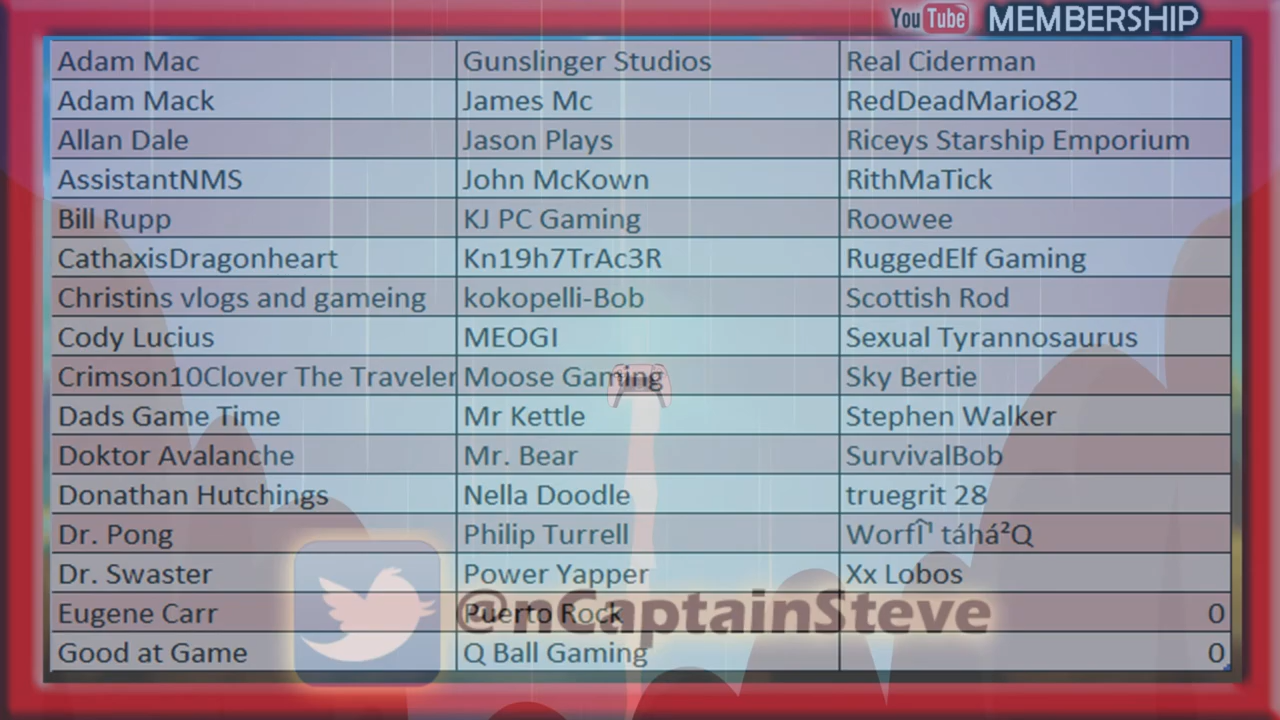 You Tube MEMBERSHIP
Adam Mac Gunslinger Studios Real Ciderman
Adam Mack James Mc RedDeadMario82
Allan Dale Jason Plays Riceys Starship Emporium
AssistantNMS John McKown RithMaTick
Bill Rupp KJ PC Gaming Roowee
CathaxisDragonheart Kn19h7TrAc3R RuggedElf Gaming
Christins vlogs and gameing kokopelli-Bob Scottish Rod
Cody Lucius MEOGI Sexual Tyrannosaurus
Crimson10Clover The Traveler Moose Gaming Sky Bertie
Dads Game Time Mr Kettle Stephen Walker
Doktor Avalanche Mr. Bear SurvivalBob
Donathan Hutchings Nella Doodle truegrit 28
Dr. Pong Philip Turrell WorfÎ¹ táhá²Q
Dr. Swaster Power Yapper Xx Lobos
Eugene Carr Puerto Rock 0
@nCaptainSteve
Good at Game Q Ball Gaming 0